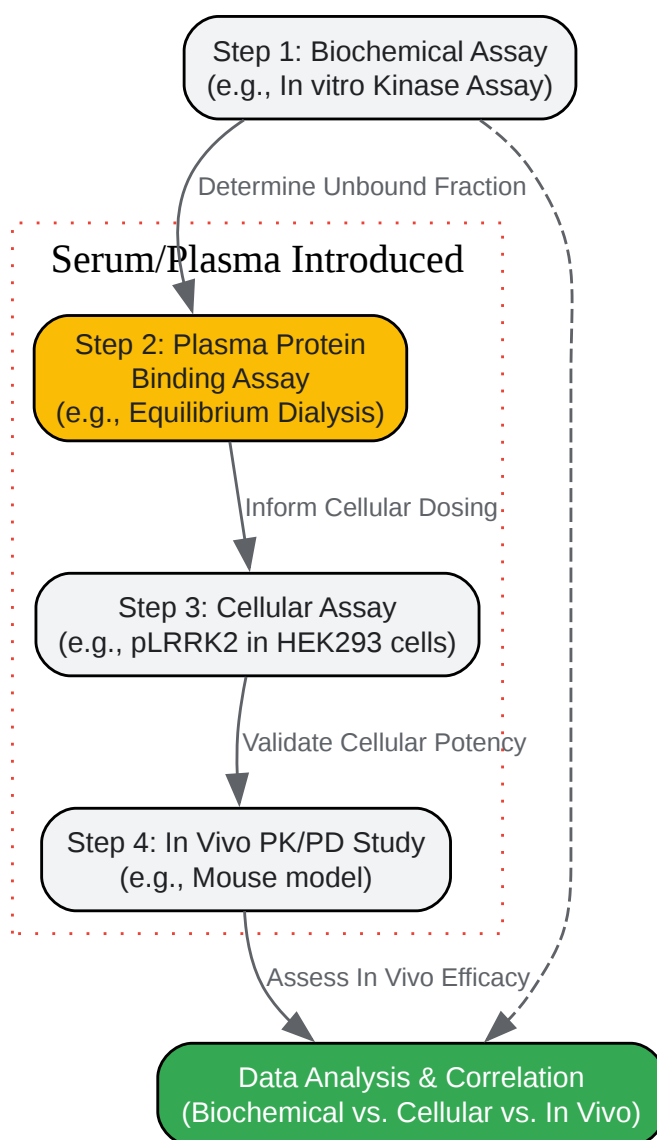 Step 1: Biochemical Assay
(e.g., In vitro Kinase Assay)
Determine Unbound Fraction
Serum/Plasma Introduced
Step 2: Plasma Protein
Binding Assay
(e.g., Equilibrium Dialysis)
Inform Cellular Dosing
Step 3: Cellular Assay
(e.g., pLRRK2 in HEK293 cells)
Validate Cellular Potency
Step 4: In Vivo PK/PD Study
(e.g., Mouse model)
Assess In Vivo Efficacy
Data Analysis & Correlation
(Biochemical vs. Cellular vs. In Vivo)